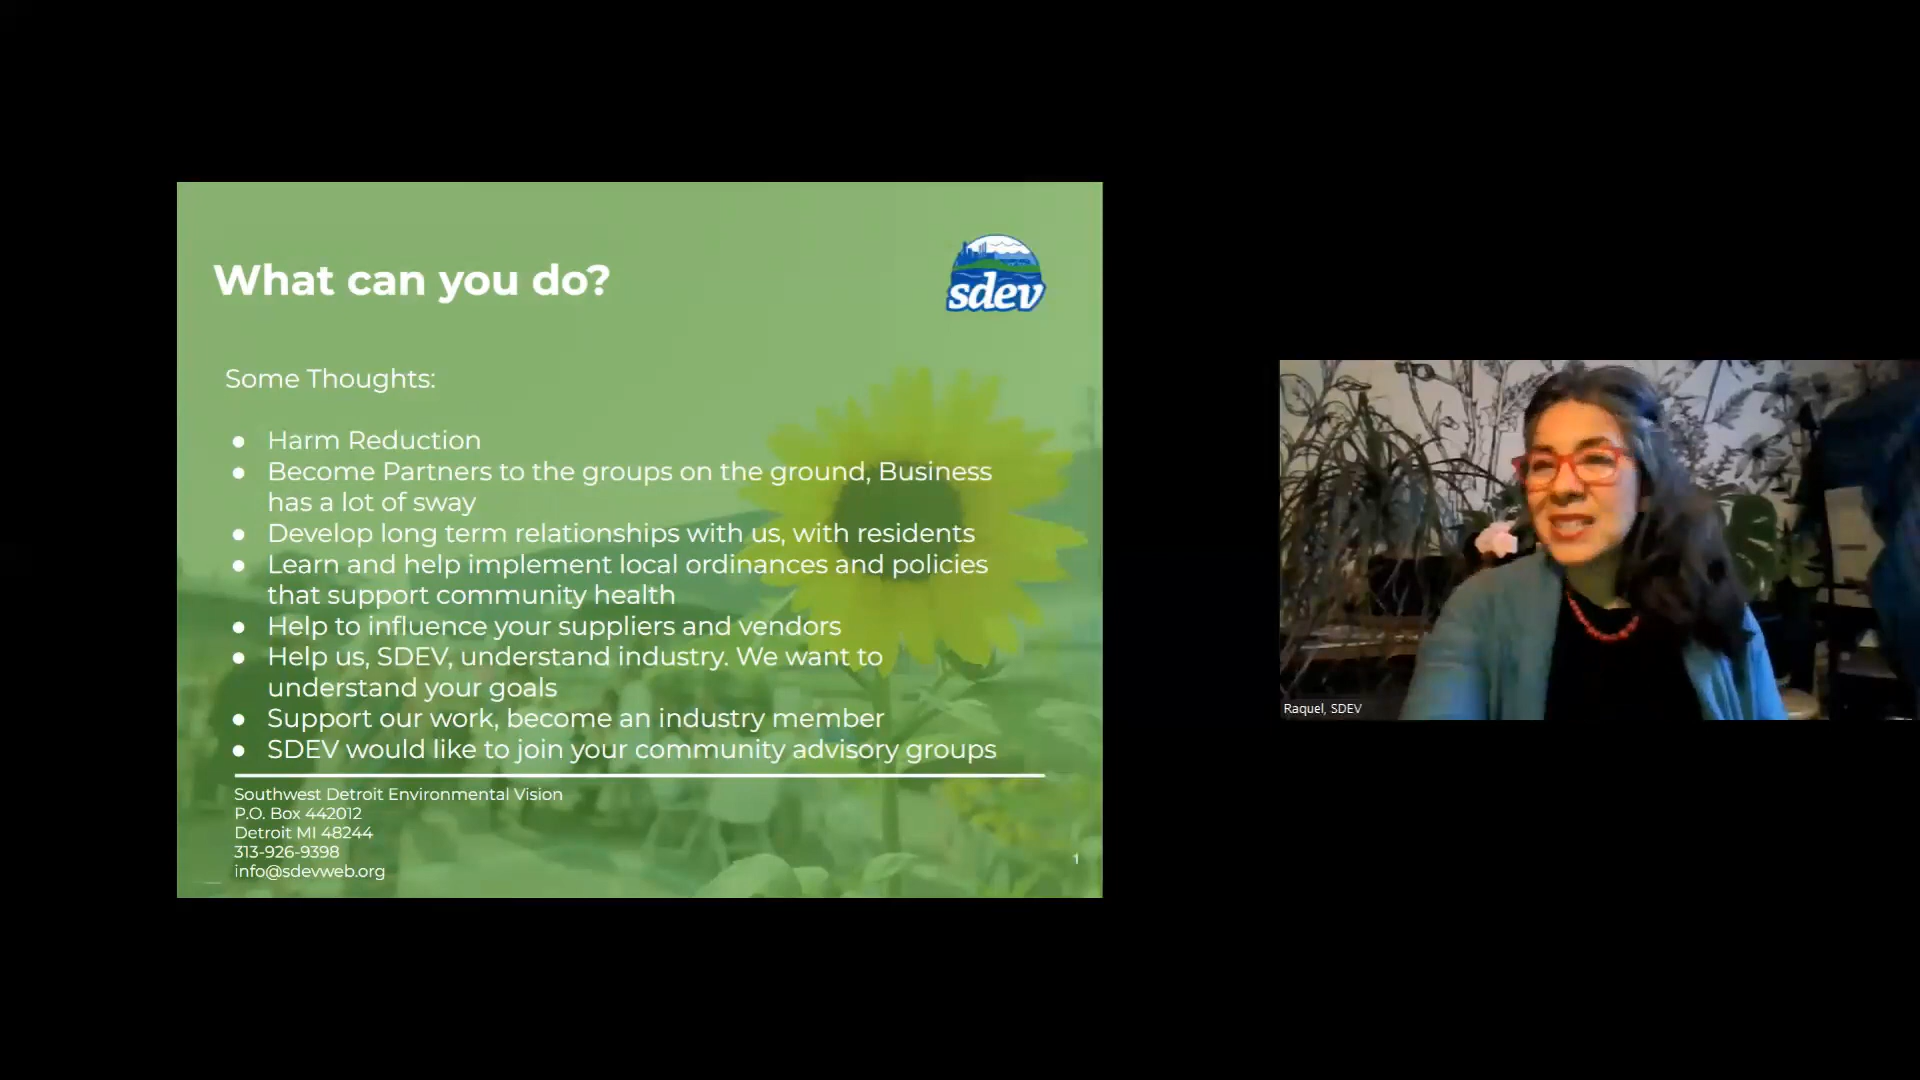 What can you do?
sdev
Some Thoughts:
● Harm Reduction
● Become Partners to the groups on the ground, Business
has a lot of sway
● Develop long term relationships with us, with residents
● Learn and help implement local ordinances and policies
that support community health
● Help to influence your suppliers and vendors
● Help us, SDEV, understand industry. We want to
understand your goals
● Support our work, become an industry member
● SDEV would like to join your community advisory groups
Southwest Detroit Environmental Vision
P.O. Box 442012
Detroit MI 48244
313-926-9398
info@sdevweb.org
1
Raquel, SDEV